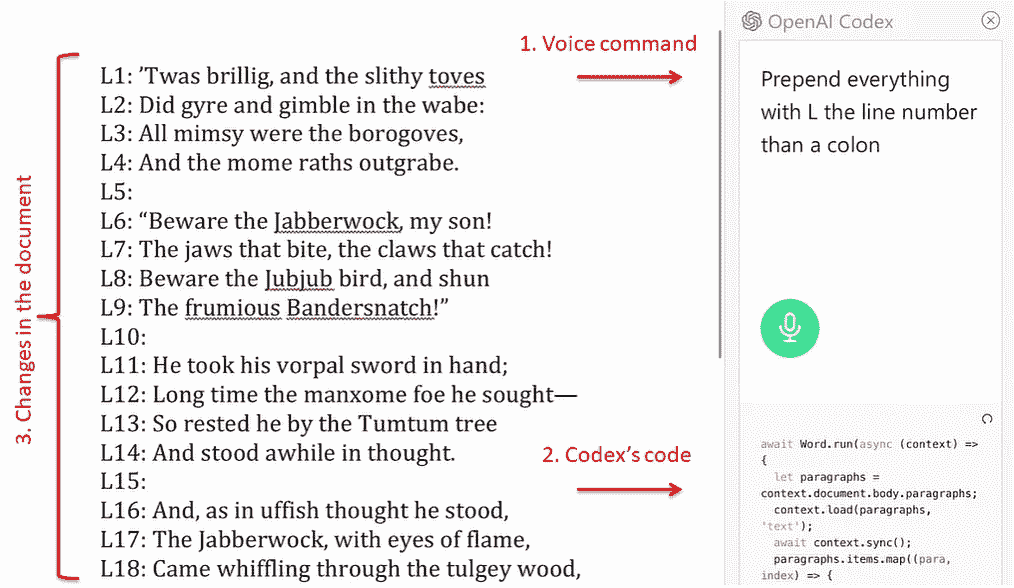 OpenAI Codex
1. Voice command
Prepend everything
with L the line number
than a colon
3. Changes in the document
L1: ’Twas brillig, and the slithy toves
L2: Did gyre and gimble in the wabe:
L3: All mimsy were the borogoves,
L4: And the mome raths outgrabe.
L5:
L6: “Beware the Jabberwock, my son!
L7: The jaws that bite, the claws that catch!
L8: Beware the Jubjub bird, and shun
L9: The frumious Bandersnatch!”
L10:
L11: He took his vorpal sword in hand;
L12: Long time the manxome foe he sought—
L13: So rested he by the Tumtum tree
L14: And stood awhile in thought.
L15:
L16: And, as in uffish thought he stood,
L17: The Jabberwock, with eyes of flame,
L18: Came whiffling through the tulgey wood,
2. Codex’s code
await Word.run(async (context) =>
{
let paragraphs =
context.document.body.paragraphs;
context.load(paragraphs,
'text');
await context.sync();
paragraphs.items.map((para,
index) => {